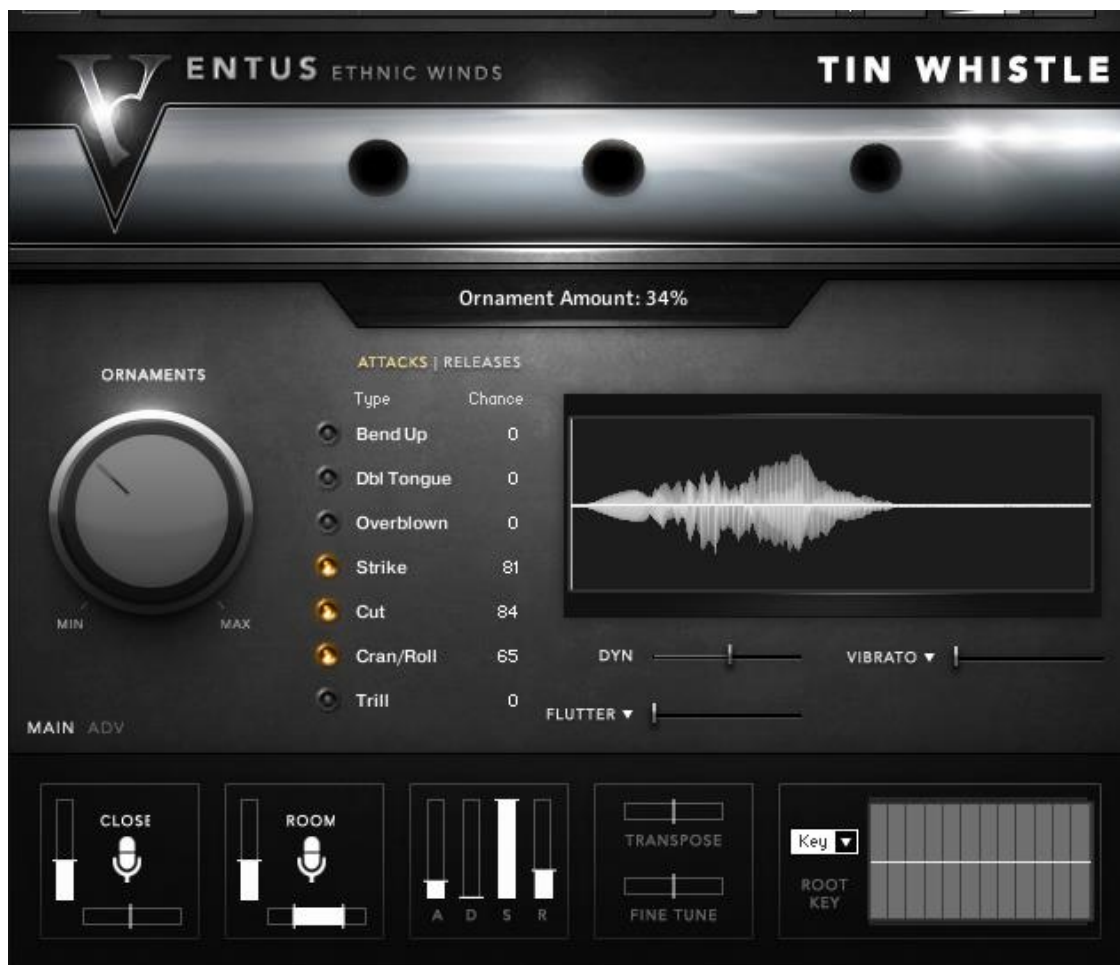 VENTUS ETHNIC WINDS
TIN WHISTLE
Ornament Amount: 34%
ORNAMENTS
MIN MAX
ATTACKS | RELEASES
Type Chance
Bend Up 0
Dbl Tongue 0
Overblown 0
Strike 81
Cut 84
Cran/Roll 65
Trill 0
DYN
VIBRATO ▼
FLUTTER ▼
MAIN ADV
CLOSE
ROOM
A D S R
TRANSPOSE
FINE TUNE
Key ▼
ROOT
KEY